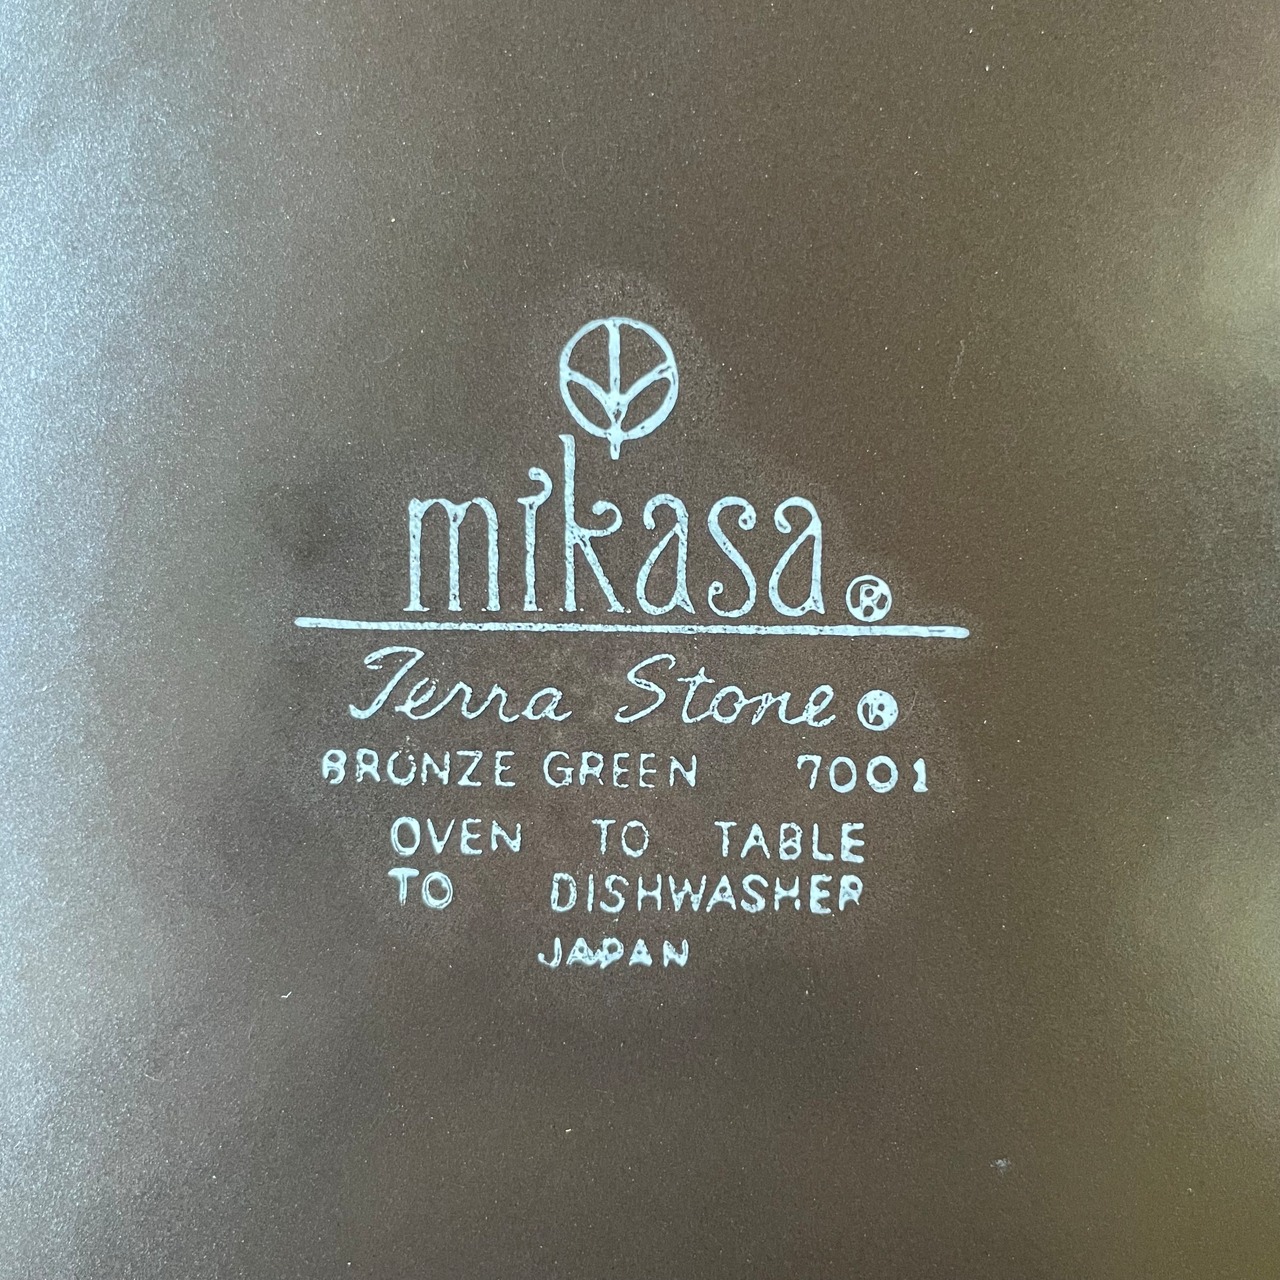 mikasa®
Terra Stone®
BRONZE GREEN 7001
OVEN TO TABLE
TO DISHWASHER
JAPAN